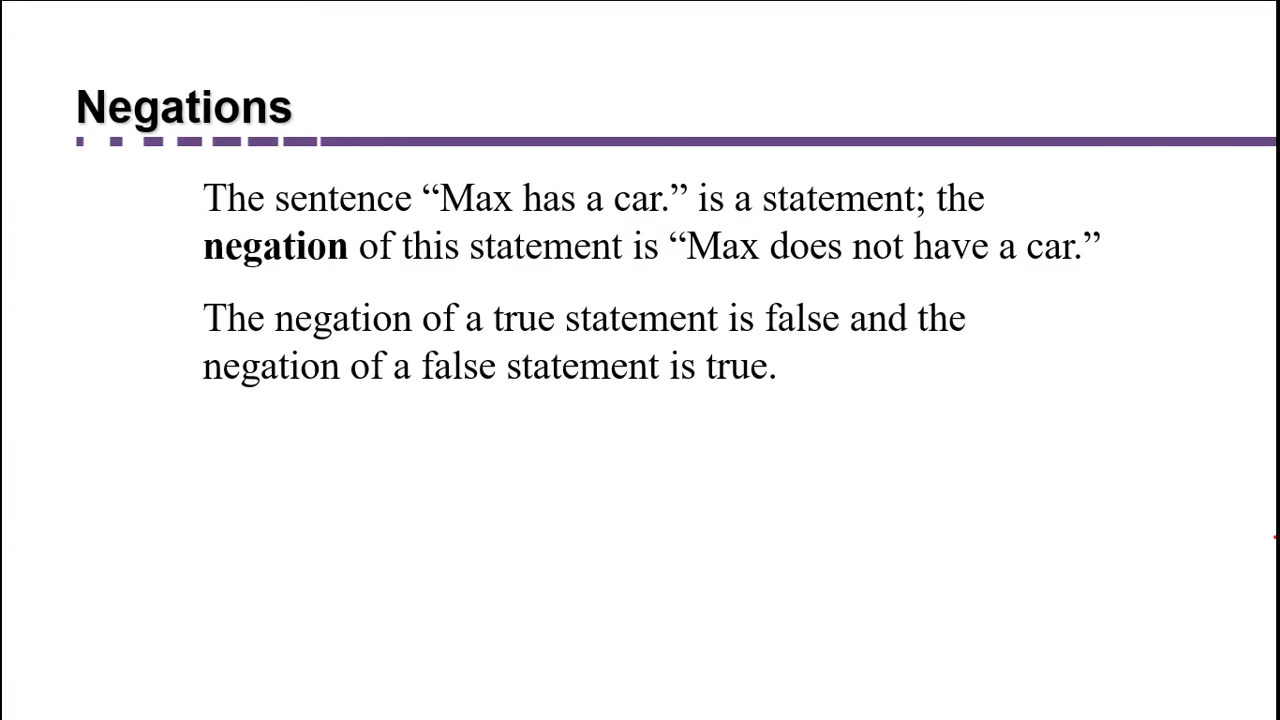 Negations
The sentence “Max has a car.” is a statement; the
negation of this statement is “Max does not have a car.”
The negation of a true statement is false and the
negation of a false statement is true.